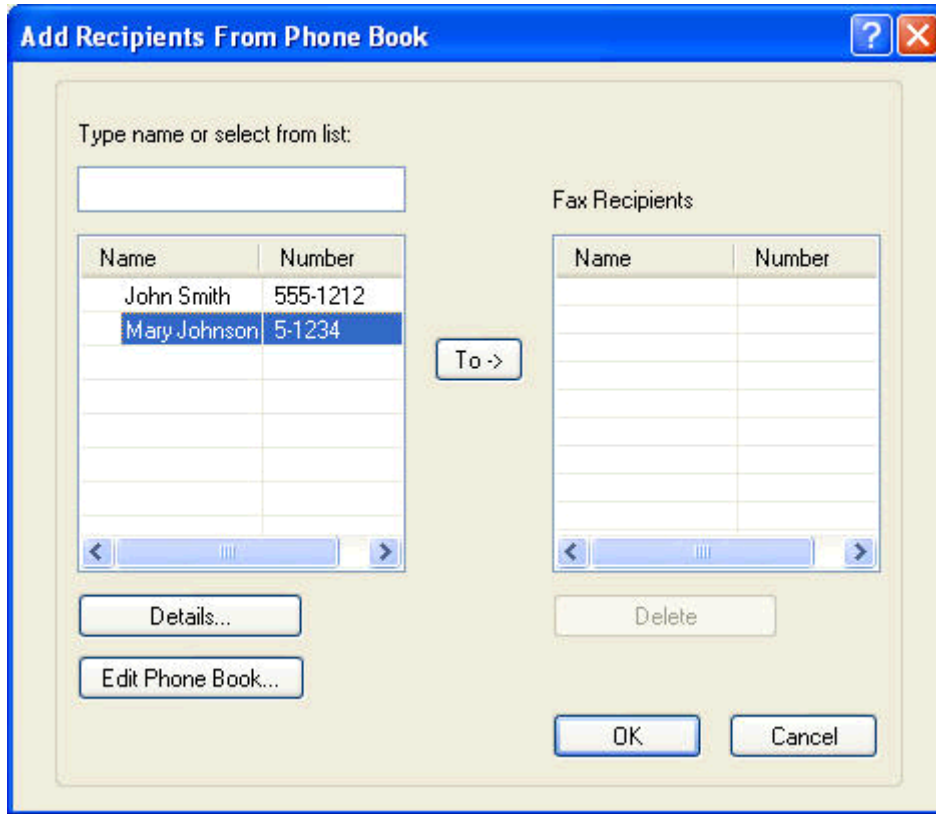 Add Recipients From Phone Book
Type name or select from list:
Fax Recipients
Name Number
John Smith 555-1212
Mary Johnson 5-1234
To ->
Name Number
Details...
Delete
Edit Phone Book...
OK Cancel